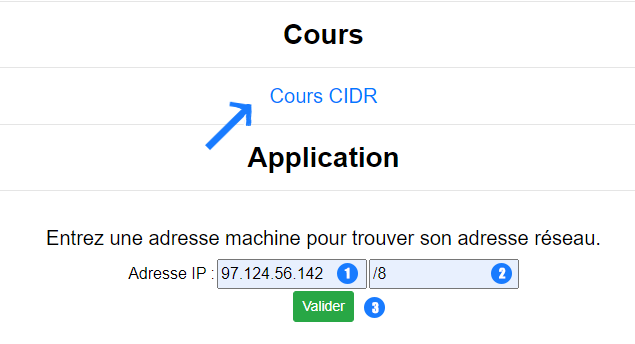 Cours
Cours CIDR
Application
Entrez une adresse machine pour trouver son adresse réseau.
Adresse IP : 97.124.56.142 1 /8 2
Valider 3